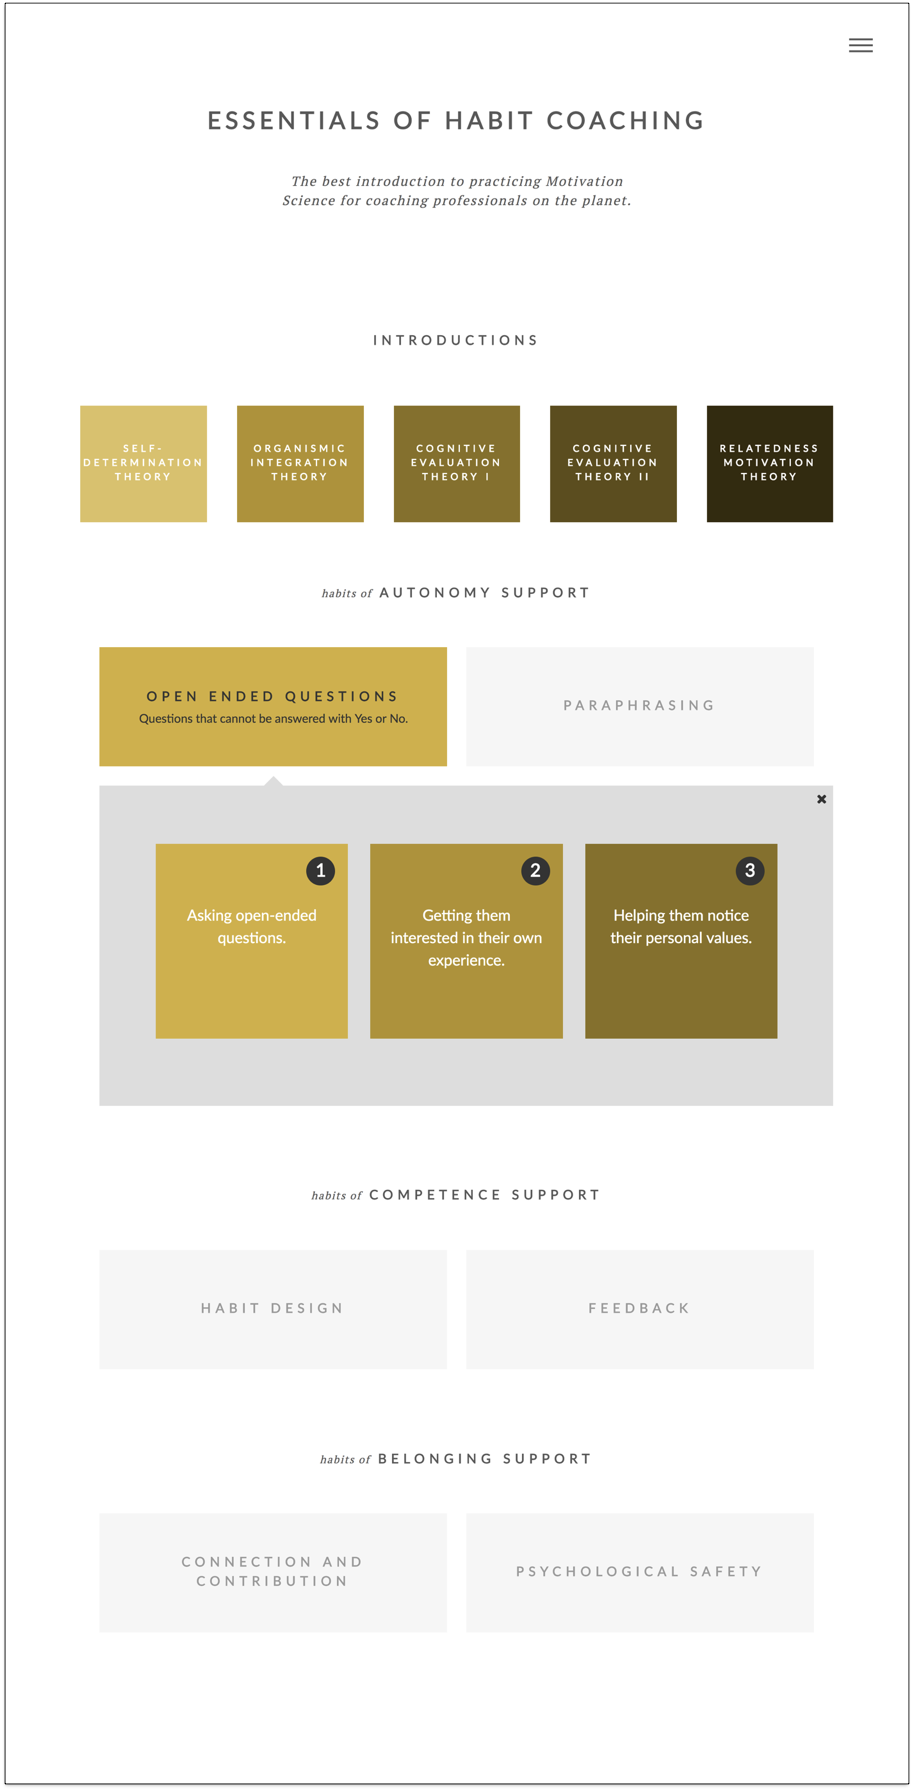 ESSENTIALS OF HABIT COACHING
The best introduction to practicing Motivation
Science for coaching professionals on the planet.
INTRODUCTIONS
SELF-
DETERMINATION
THEORY
ORGANISMIC
INTEGRATION
THEORY
COGNITIVE
EVALUATION
THEORY I
COGNITIVE
EVALUATION
THEORY II
RELATEDNESS
MOTIVATION
THEORY
habits of AUTONOMY SUPPORT
OPEN ENDED QUESTIONS
Questions that cannot be answered with Yes or No.
PARAPHRASING
1
Asking open-ended
questions.
2
Getting them
interested in their own
experience.
3
Helping them notice
their personal values.
habits of COMPETENCE SUPPORT
HABIT DESIGN
FEEDBACK
habits of BELONGING SUPPORT
CONNECTION AND
CONTRIBUTION
PSYCHOLOGICAL SAFETY